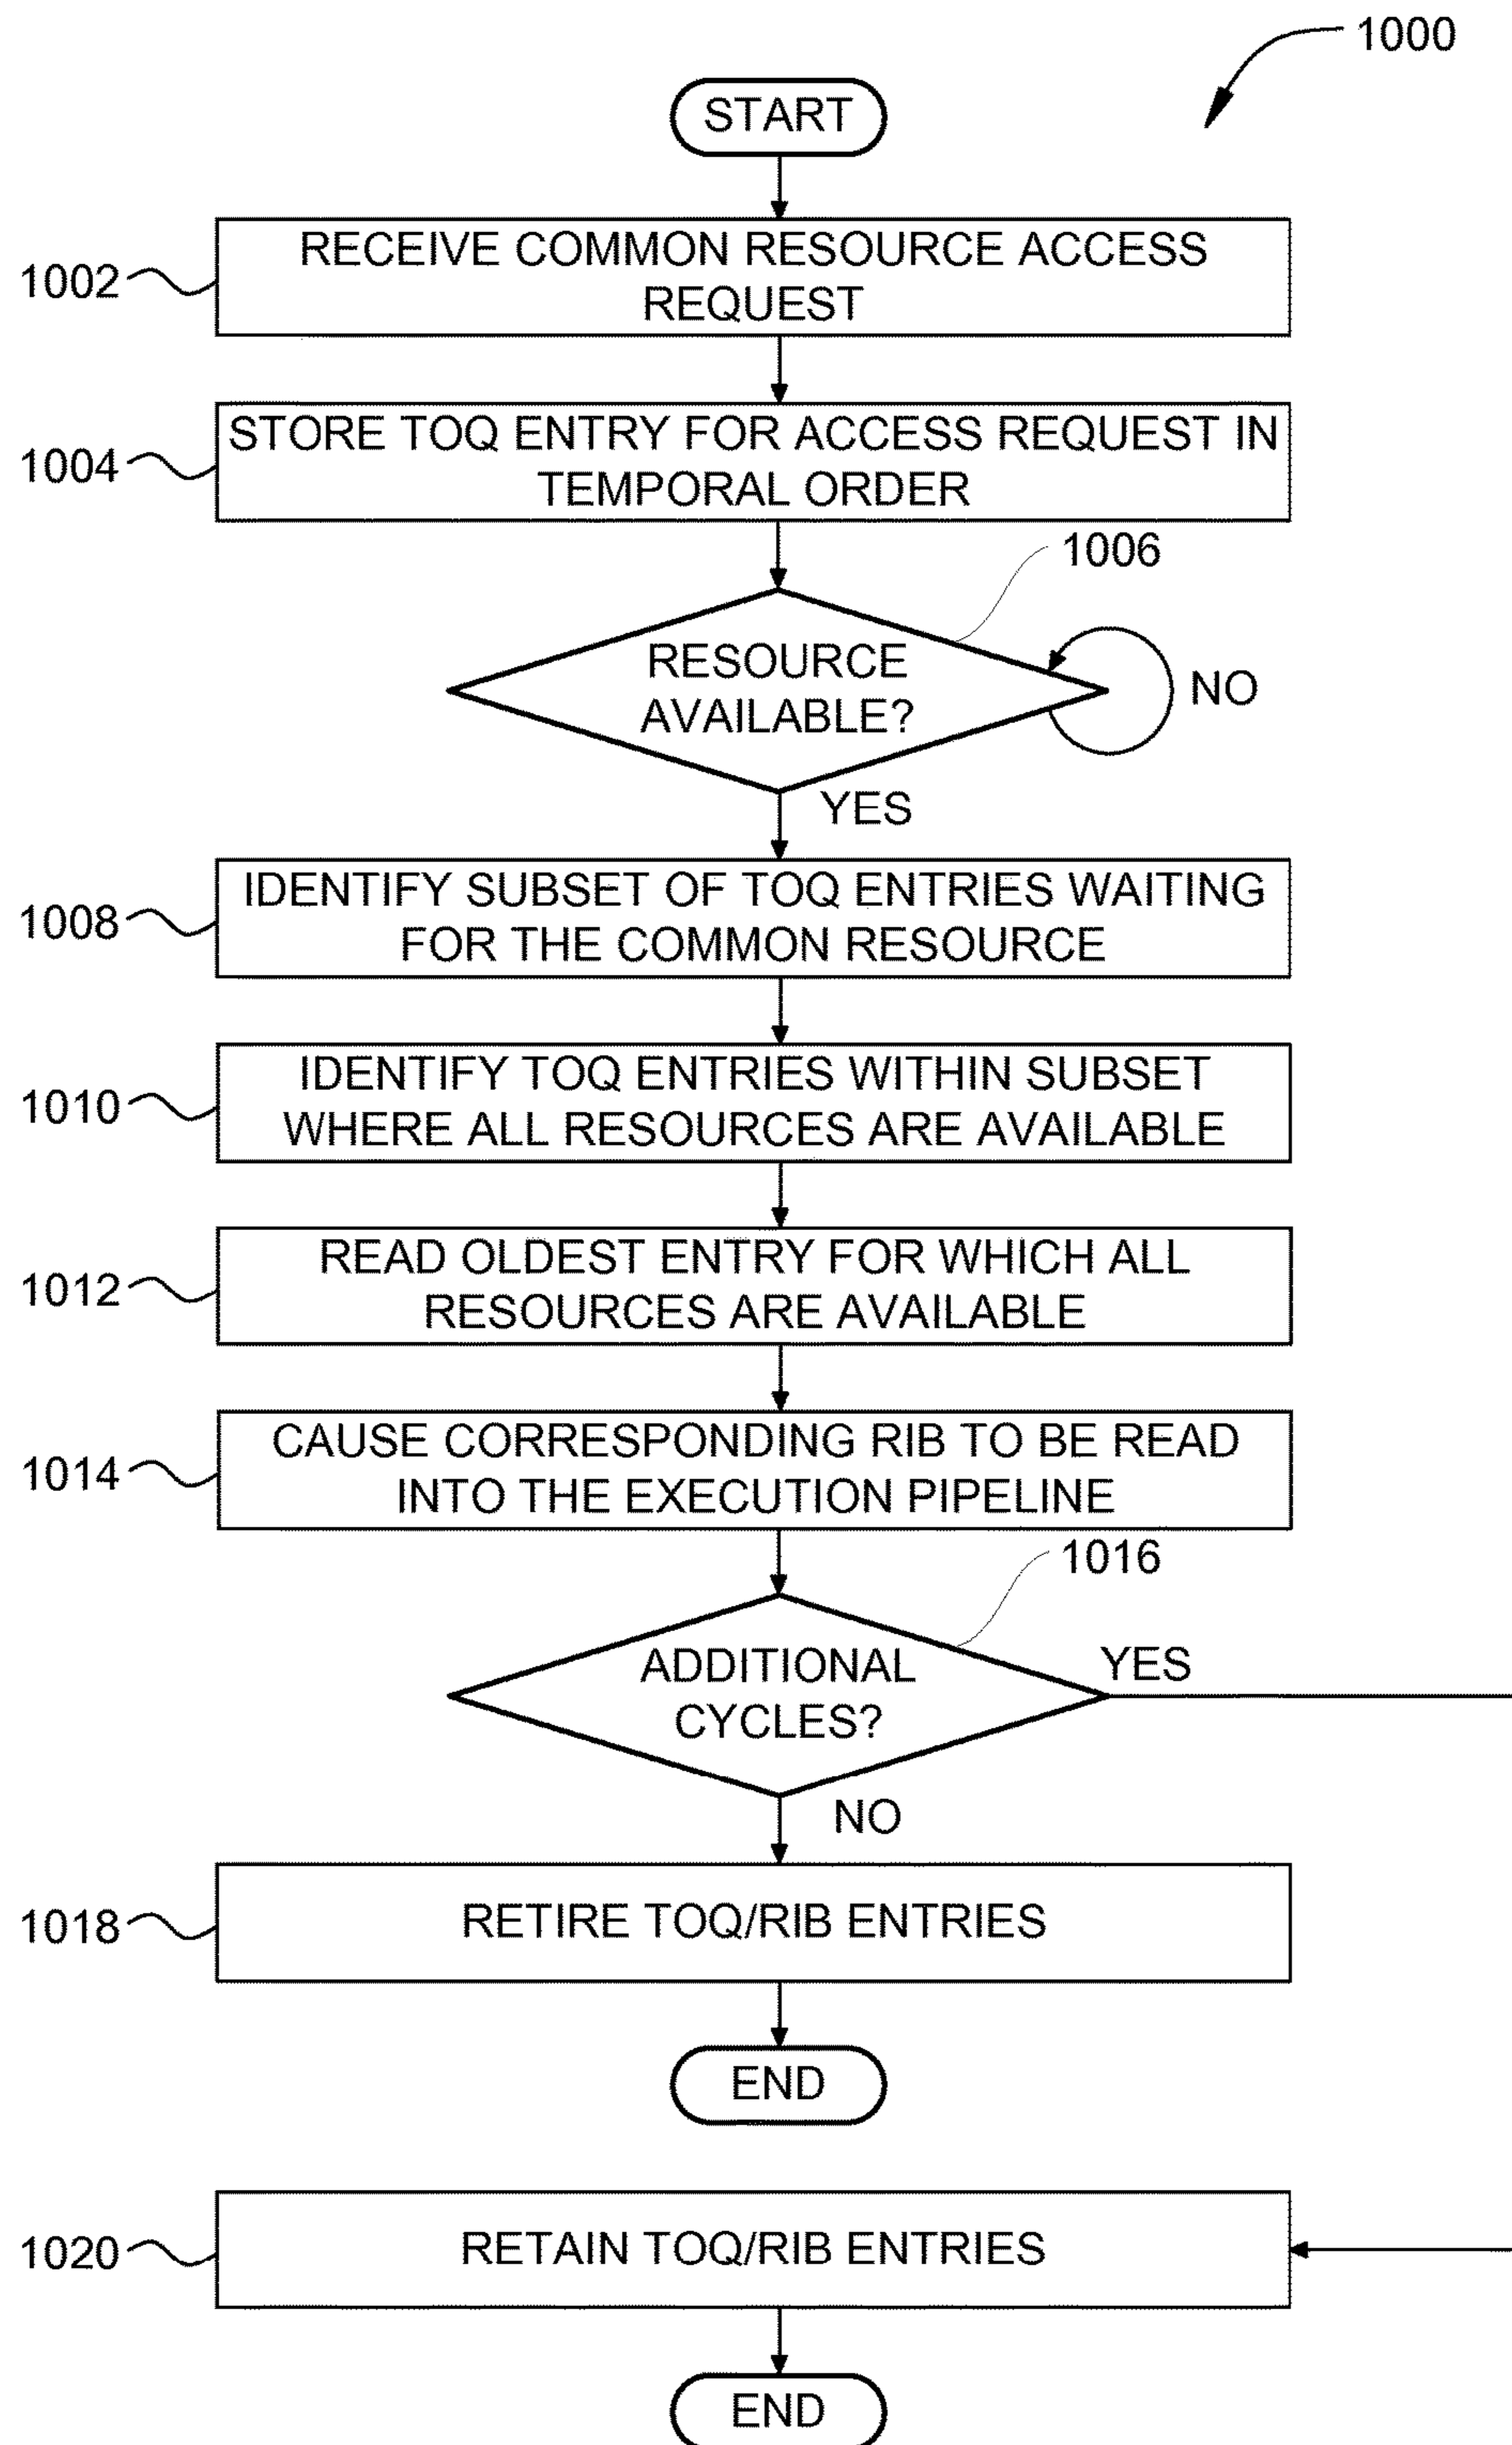 1000
START
1002
RECEIVE COMMON RESOURCE ACCESS
REQUEST
1004
STORE TOQ ENTRY FOR ACCESS REQUEST IN
TEMPORAL ORDER
1006
RESOURCE
AVAILABLE?
NO
YES
1008
IDENTIFY SUBSET OF TOQ ENTRIES WAITING
FOR THE COMMON RESOURCE
1010
IDENTIFY TOQ ENTRIES WITHIN SUBSET
WHERE ALL RESOURCES ARE AVAILABLE
1012
READ OLDEST ENTRY FOR WHICH ALL
RESOURCES ARE AVAILABLE
1014
CAUSE CORRESPONDING RIB TO BE READ
INTO THE EXECUTION PIPELINE
1016
ADDITIONAL
CYCLES?
YES
NO
1018
RETIRE TOQ/RIB ENTRIES
END
1020
RETAIN TOQ/RIB ENTRIES
END